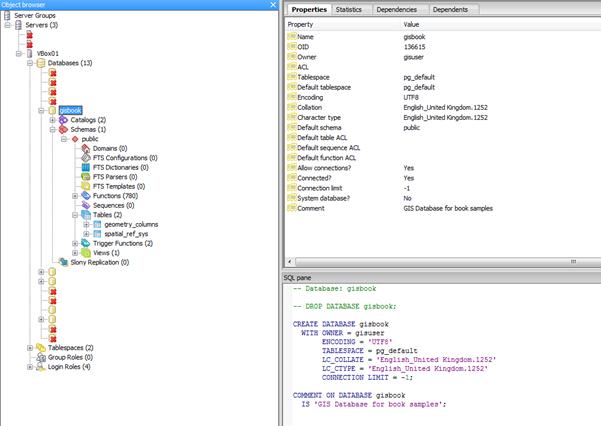 Object browser
Server Groups
Servers (3)
VBox01
Databases (13)
gisbook
Catalogs (2)
Schemas (1)
public
Domains (0)
FTS Configurations (0)
FTS Dictionaries (0)
FTS Parsers (0)
FTS Templates (0)
Functions (780)
Sequences (0)
Tables (2)
geometry_columns
spatial_ref_sys
Trigger Functions (2)
Views (1)
Slony Replication (0)
Tablespaces (2)
Group Roles (0)
Login Roles (4)
Properties Statistics Dependencies Dependents
Property Value
Name gisbook
OID 136615
Owner gisuser
ACL
Tablespace pg_default
Default tablespace pg_default
Encoding UTF8
Collation English_United Kingdom.1252
Character type English_United Kingdom.1252
Default schema public
Default table ACL
Default sequence ACL
Default function ACL
Allow connections? Yes
Connected? Yes
Connection limit -1
System database? No
Comment GIS Database for book samples
SQL pane
-- Database: gisbook
-- DROP DATABASE gisbook;
CREATE DATABASE gisbook
WITH OWNER = gisuser
ENCODING = 'UTF8'
TABLESPACE = pg_default
LC_COLLATE = 'English_United Kingdom.1252'
LC_CTYPE = 'English_United Kingdom.1252'
CONNECTION LIMIT = -1;
COMMENT ON DATABASE gisbook
IS 'GIS Database for book samples';